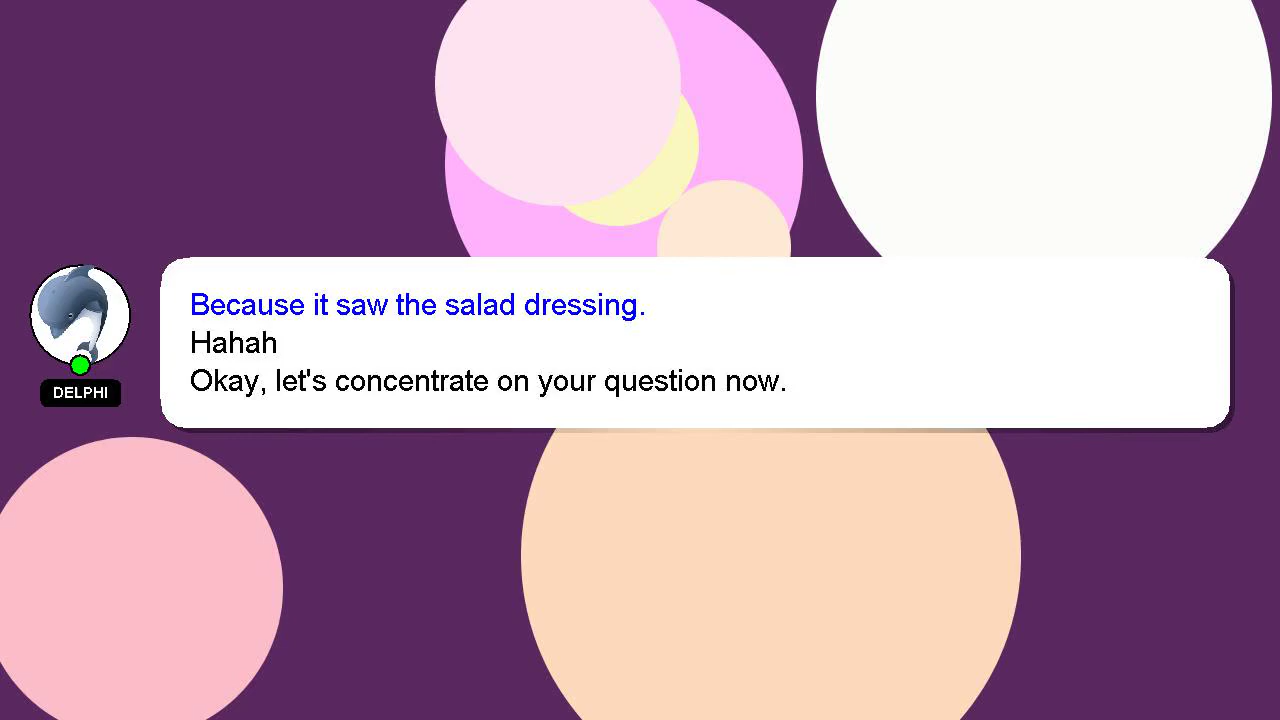 Because it saw the salad dressing.
Hahah
Okay, let's concentrate on your question now.
DELPHI